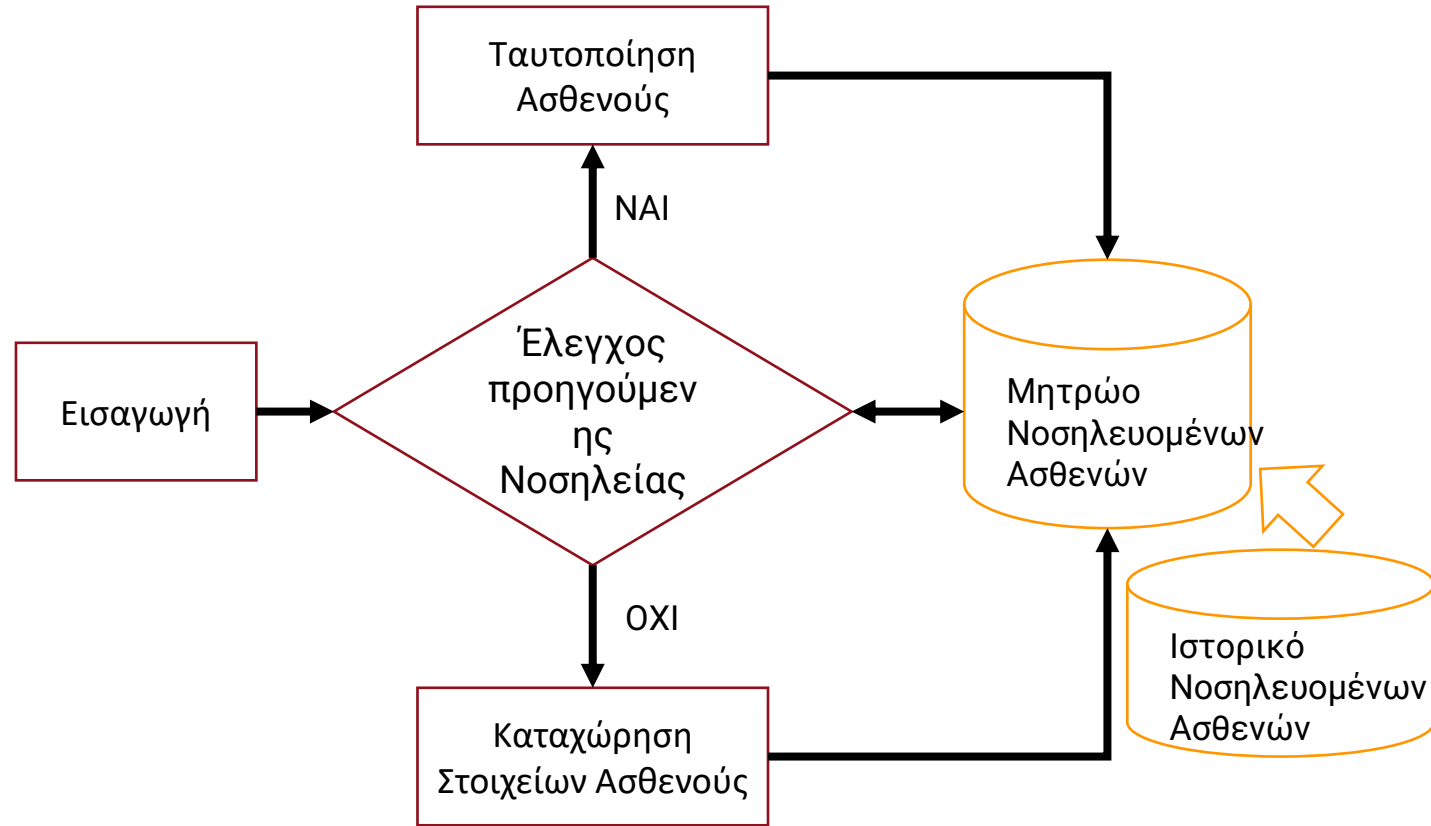 Ταυτοποίηση
Ασθενούς
ΝΑΙ
Εισαγωγή
Έλεγχος
προηγούμεν
ης
Νοσηλείας
Μητρώο
Νοσηλευομένων
Ασθενών
ΟΧΙ
Καταχώρηση
Στοιχείων Ασθενούς
Ιστορικό
Νοσηλευομένων
Ασθενών